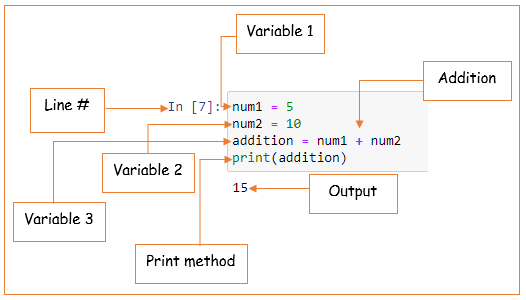 Variable 1
Addition
Line #
In [7]:
num1 = 5
num2 = 10
addition = num1 + num2
print(addition)
Variable 2
15
Output
Variable 3
Print method